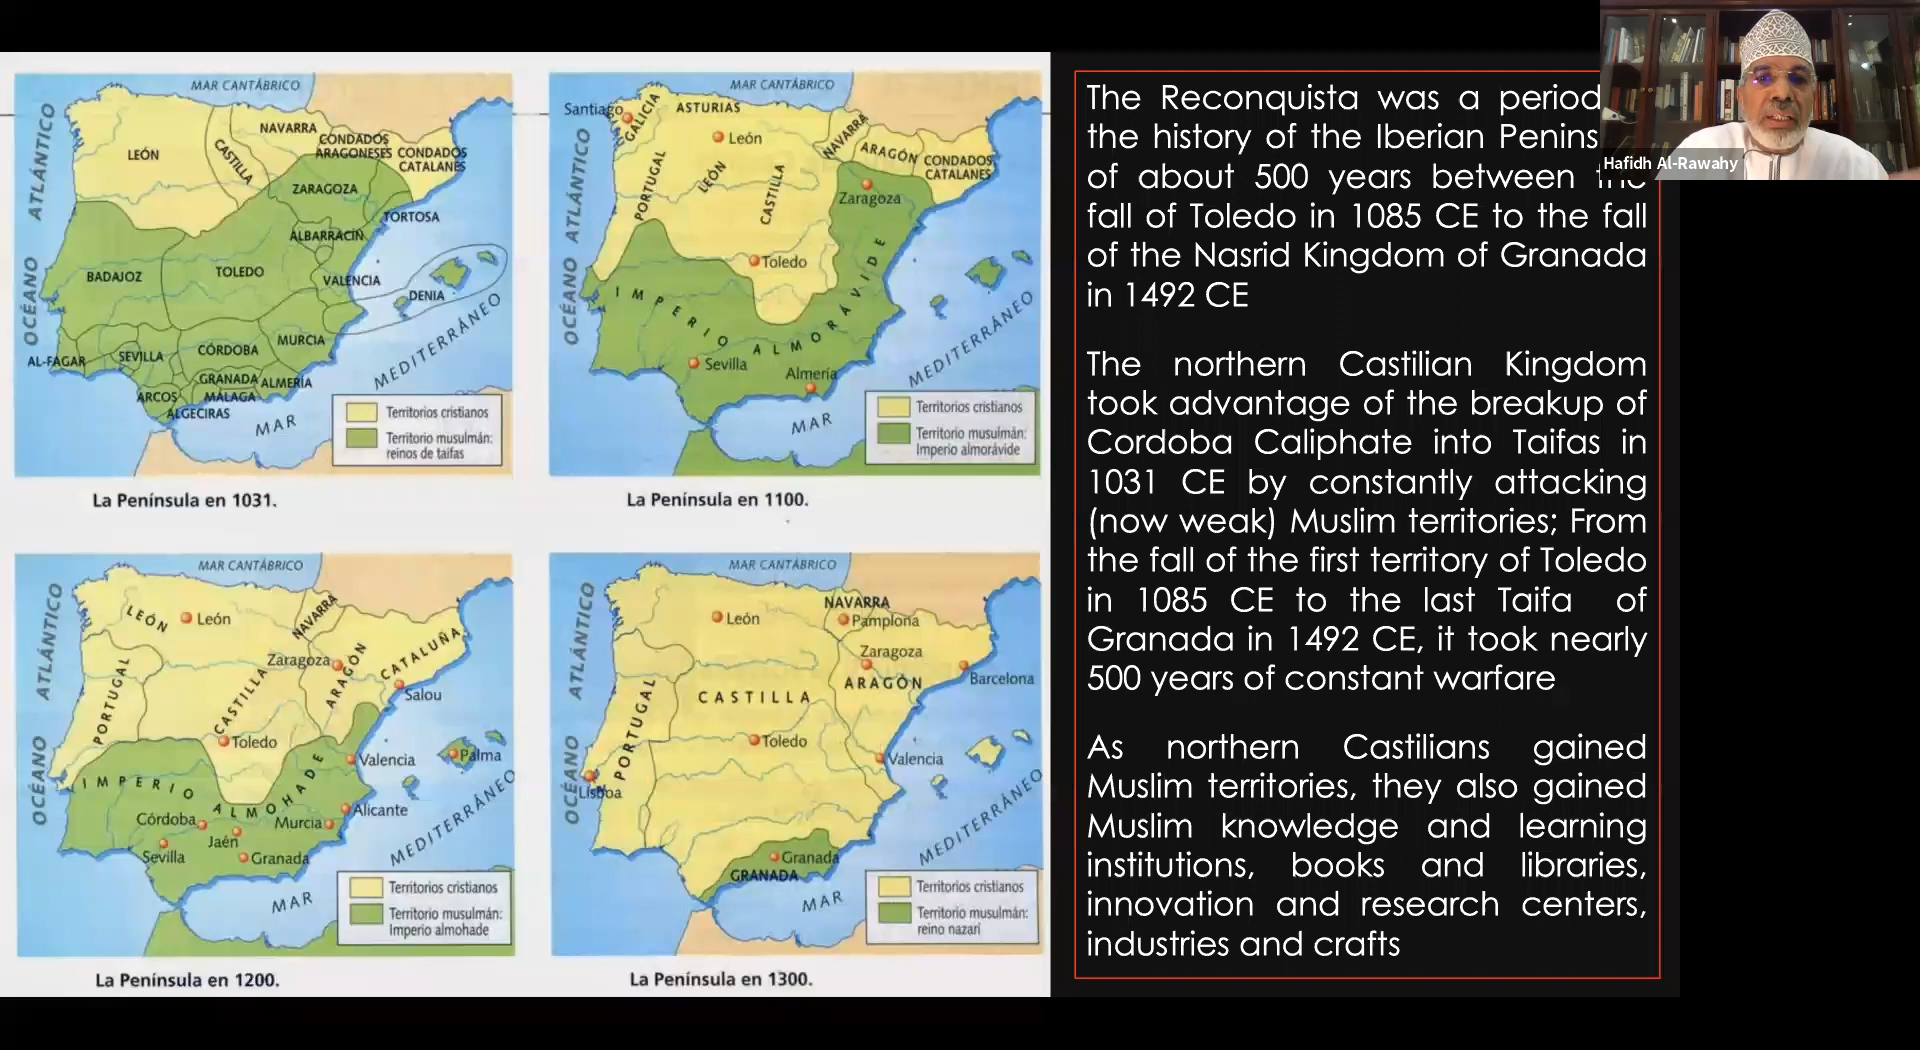 MAR CANTÁBRICO
OCÉANO ATLÁNTICO
LEÓN
CASTILLA
NAVARRA
CONDADOS
ARAGONESES
CONDADOS
CATALANES
ZARAGOZA
TORTOSA
ALBARRACÍN
BADAJOZ
TOLEDO
VALENCIA
DENIA
AL-FAGAR
SEVILLA
CÓRDOBA
MURCIA
GRANADA
ALMERÍA
ARCOS
MÁLAGA
ALGECIRAS
MAR MEDITERRÁNEO
Territorios cristianos
Territorio musulmán:
reinos de taifas
La Península en 1031.
MAR CANTÁBRICO
OCÉANO ATLÁNTICO
Santiago
GALICIA
ASTURIAS
León
NAVARRA
ARAGÓN
CONDADOS
CATALANES
PORTUGAL
LEÓN
CASTILLA
Zaragoza
Toledo
IMPERIO ALMORÁVIDE
Sevilla
Almería
MAR MEDITERRÁNEO
Territorios cristianos
Territorio musulmán:
Imperio almorávide
La Península en 1100.
MAR CANTÁBRICO
OCÉANO ATLÁNTICO
LEÓN
León
NAVARRA
Zaragoza
ARAGÓN
CATALUÑA
Salou
PORTUGAL
CASTILLA
Toledo
Valencia
Palma
IMPERIO ALMOHADE
Córdoba
Jaén
Murcia
Alicante
Sevilla
Granada
MAR MEDITERRÁNEO
Territorios cristianos
Territorio musulmán:
Imperio almohade
La Península en 1200.
MAR CANTÁBRICO
OCÉANO ATLÁNTICO
León
NAVARRA
Pamplona
Zaragoza
ARAGÓN
Barcelona
CASTILLA
PORTUGAL
Toledo
Valencia
Lisboa
Granada
GRANADA
MAR MEDITERRÁNEO
Territorios cristianos
Territorio musulmán:
reino nazarí
La Península en 1300.
The Reconquista was a period
the history of the Iberian Penins
of about 500 years between the
fall of Toledo in 1085 CE to the fall
of the Nasrid Kingdom of Granada
in 1492 CE
The northern Castilian Kingdom
took advantage of the breakup of
Cordoba Caliphate into Taifas in
1031 CE by constantly attacking
(now weak) Muslim territories; From
the fall of the first territory of Toledo
in 1085 CE to the last Taifa of
Granada in 1492 CE, it took nearly
500 years of constant warfare
As northern Castilians gained
Muslim territories, they also gained
Muslim knowledge and learning
institutions, books and libraries,
innovation and research centers,
industries and crafts
Hafidh Al-Rawahy